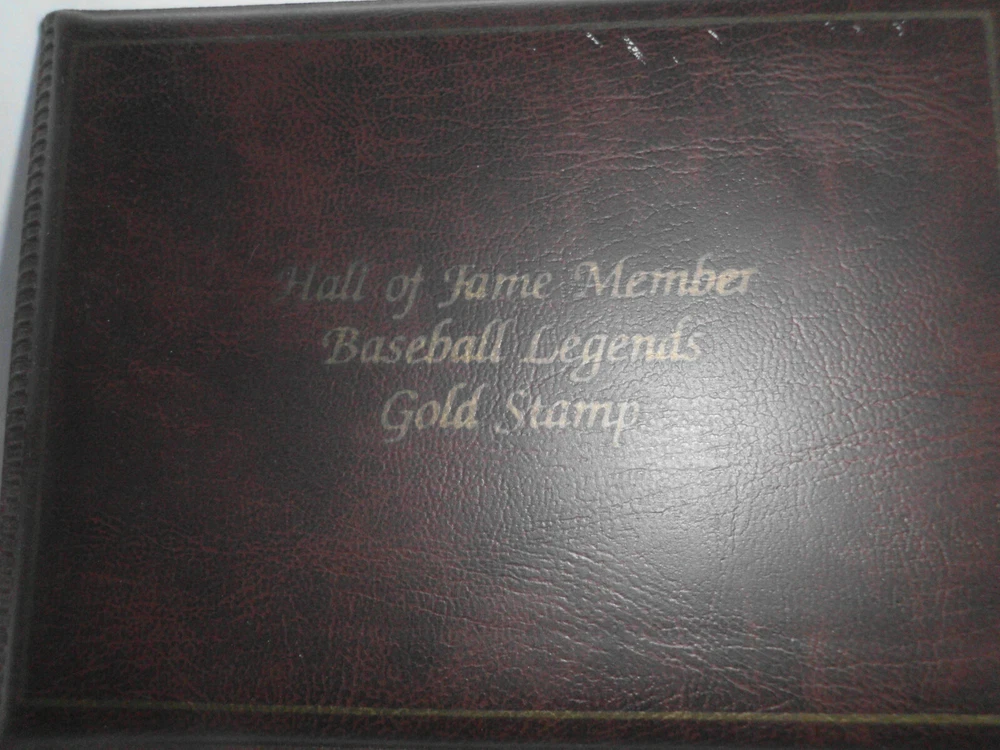 Hall of Fame Member
Baseball Legends
Gold Stamp